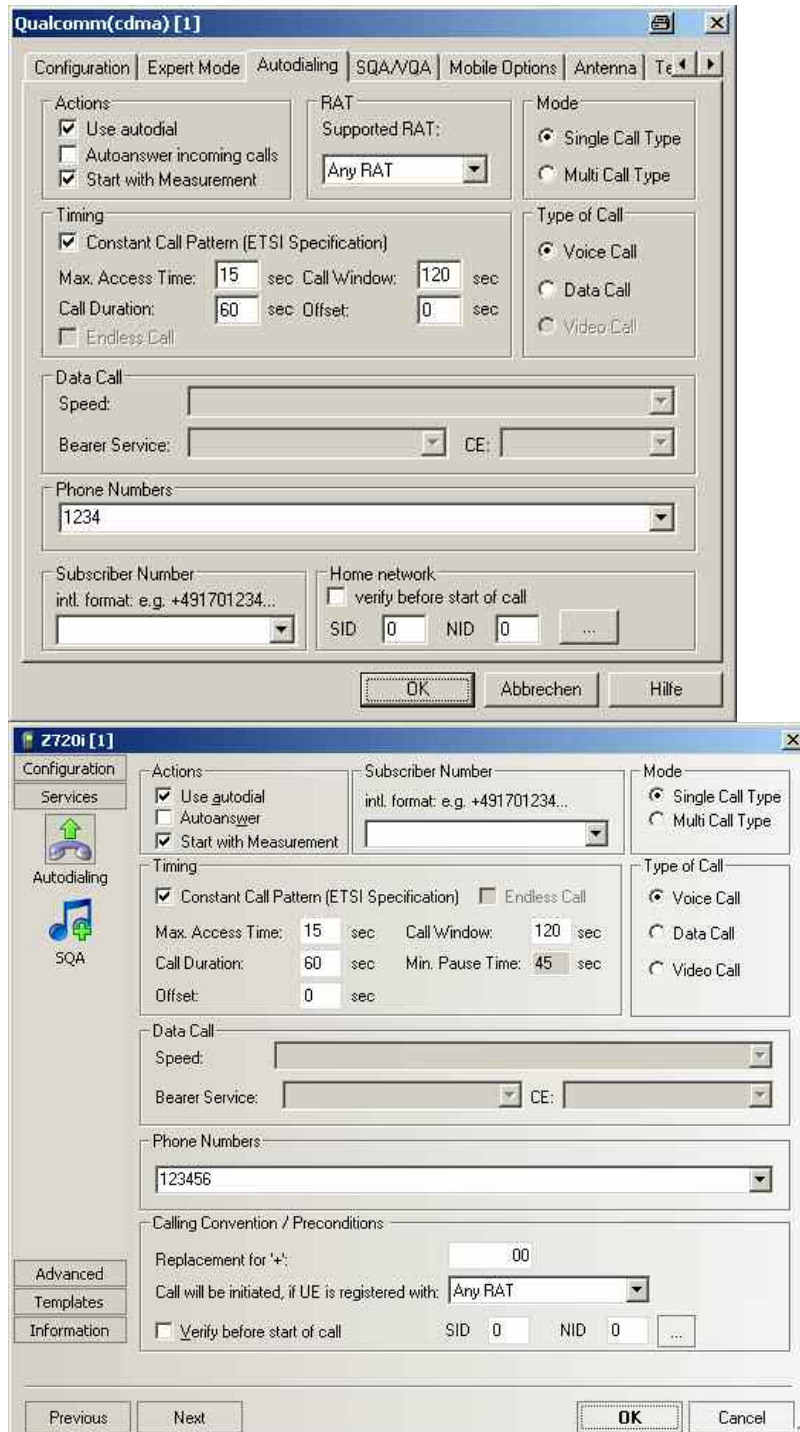 Qualcomm(cdma) [1]
Configuration Expert Mode Autodialing SQA/VQA Mobile Options Antenna Te
Actions RAT Mode
Use autodial Supported RAT: Single Call Type
Autoanswer incoming calls
Start with Measurement Any RAT Multi Call Type
Timing Type of Call
Constant Call Pattern (ETSI Specification) Voice Call
Max. Access Time: 15 sec Call Window: 120 sec
Data Call
Call Duration: 60 sec Offset: 0 sec
Endless Call Video Call
Data Call
Speed:
Bearer Service: CE:
Phone Numbers
1234
Subscriber Number Home network
intl. format: e.g. +491701234... verify before start of call
SID 0 NID 0 ...
OK Abbrechen Hilfe
Z720i [1]
Configuration
Services
Autodialing
SQA
Actions Subscriber Number Mode
Use autodial intl. format: e.g. +491701234... Single Call Type
Autoanswer Multi Call Type
Start with Measurement
Timing Type of Call
Constant Call Pattern (ETSI Specification) Endless Call Voice Call
Max. Access Time: 15 sec Call Window: 120 sec Data Call
Call Duration: 60 sec Min. Pause Time: 45 sec Video Call
Offset: 0 sec
Data Call
Speed:
Bearer Service: CE:
Phone Numbers
123456
Calling Convention / Preconditions
Replacement for '+': 00
Call will be initiated, if UE is registered with: Any RAT
Verify before start of call SID 0 NID 0 ...
Advanced
Templates
Information
Previous Next OK Cancel